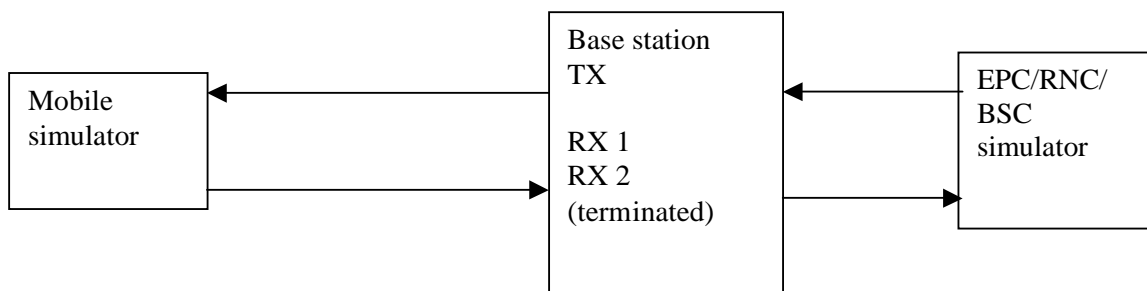 Mobile
simulator
Base station
TX
RX 1
RX 2
(terminated)
EPC/RNC/
BSC
simulator